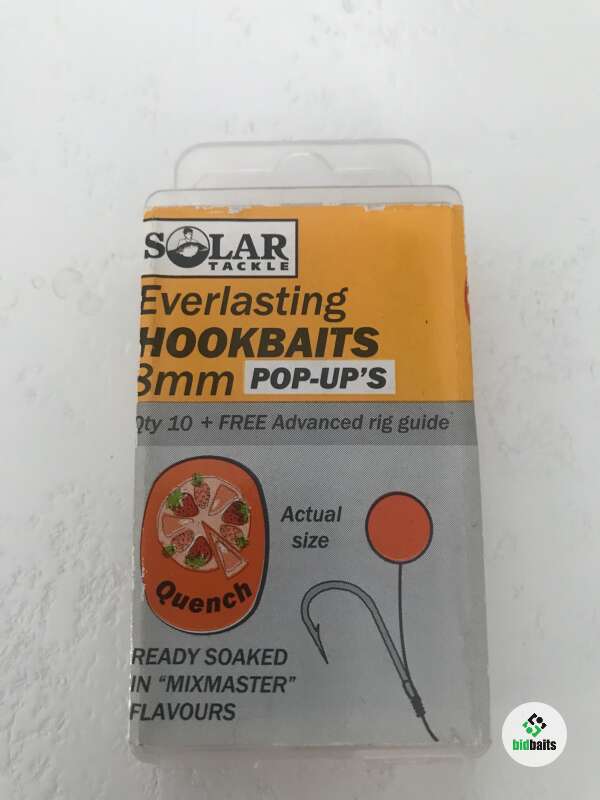 SOLAR
TACKLE
Everlasting
HOOKBAITS
8mm POP-UP'S
Qty 10 + FREE Advanced rig guide
Actual
size
Quench
READY SOAKED
IN “MIXMASTER”
FLAVOURS
bidbaits